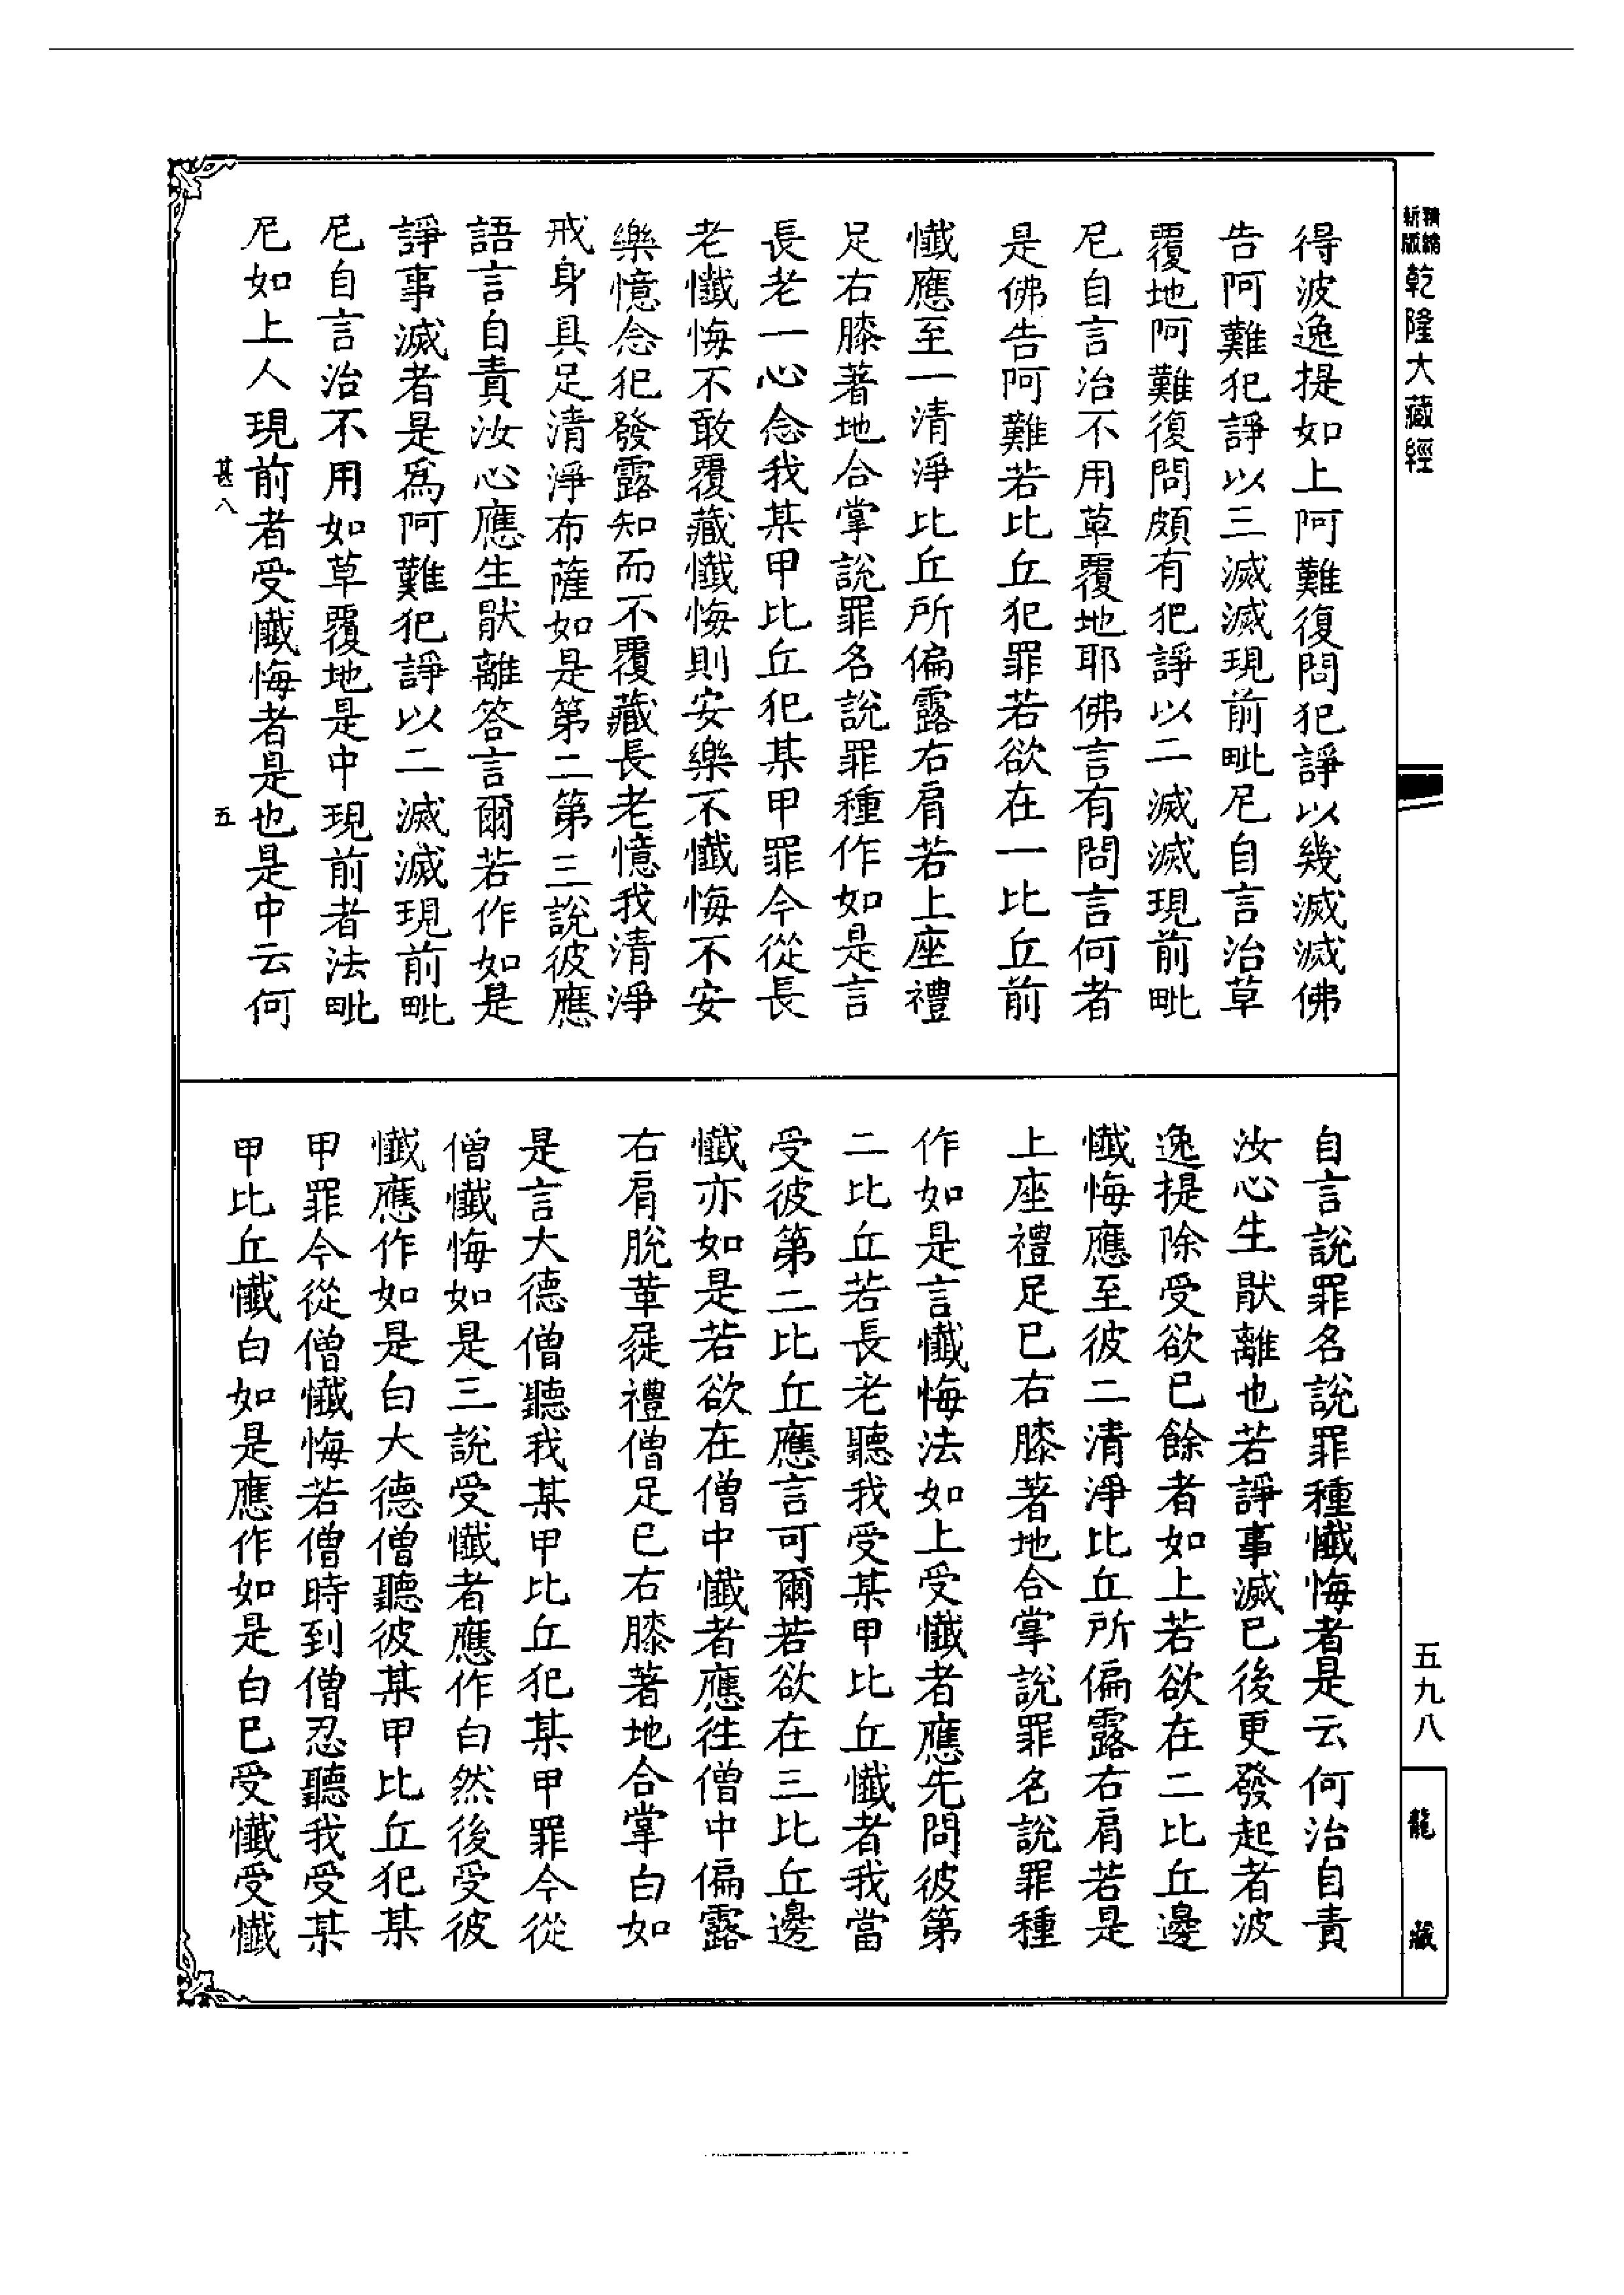 精編
新版
乾隆大藏經
得波逸提如上阿難復問犯諍以幾滅滅佛
告阿難犯諍以三滅滅現前毗尼自言治草
覆地阿難復問頗有犯諍以二滅滅現前毗
尼自言治不用草覆地耶佛言有問言何者
是佛告阿難若比丘犯罪若欲在一比丘前
懺應至一清淨比丘所偏露右肩若上座禮
足右膝著地合掌說罪名說罪種作如是言
長老一心念我某甲比丘犯某甲罪今從長
老懺悔不敢覆藏懺悔則安樂不懺悔不安
樂憶念犯發露知而不覆藏長老憶我清淨
戒身具足清淨布薩如是第二第三說彼應
語言自責汝心應生厭離答言爾若作如是
諍事滅者是爲阿難犯諍以二滅滅現前毗
尼自言治不用如草覆地是中現前者法毗
尼如上人現前者受懺悔者是也是中云何
甚八
五
自言說罪名說罪種懺悔者是云何治自責
汝心生厭離也若諍事滅已後更發起者波
逸提除受欲已餘者如上若欲在二比丘邊
懺悔應至彼二清淨比丘所偏露右肩若是
上座禮足已右膝著地合掌說罪名說罪種
作如是言懺悔法如上受懺者應先問彼第
二比丘若長老聽我受某甲比丘懺者我當
受彼第二比丘應言可爾若欲在三比丘邊
懺亦如是若欲在僧中懺者應往僧中偏露
右肩脫革屣禮僧足已右膝著地合掌白如
是言大德僧聽我某甲比丘犯某甲罪今從
僧懺悔如是三說受懺者應作白然後受彼
懺應作如是白大德僧聽彼某甲比丘犯某
甲罪今從僧懺悔若僧時到僧忍聽我受某
甲比丘懺白如是應作如是白已受懺受懺
五九八
龍藏